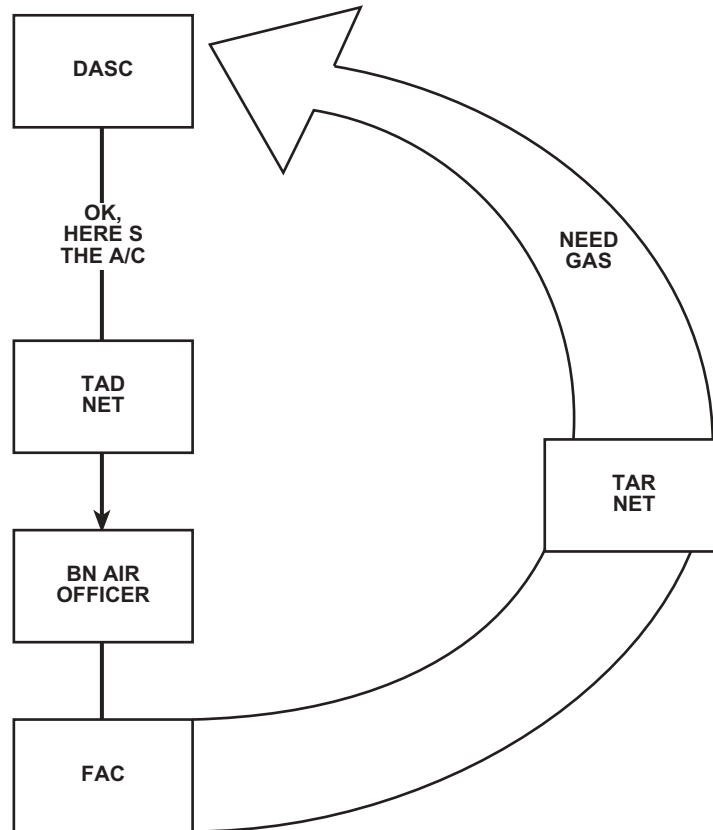 DASC
OK,
HERE S
THE A/C
NEED
GAS
TAD
NET
TAR
NET
BN AIR
OFFICER
FAC